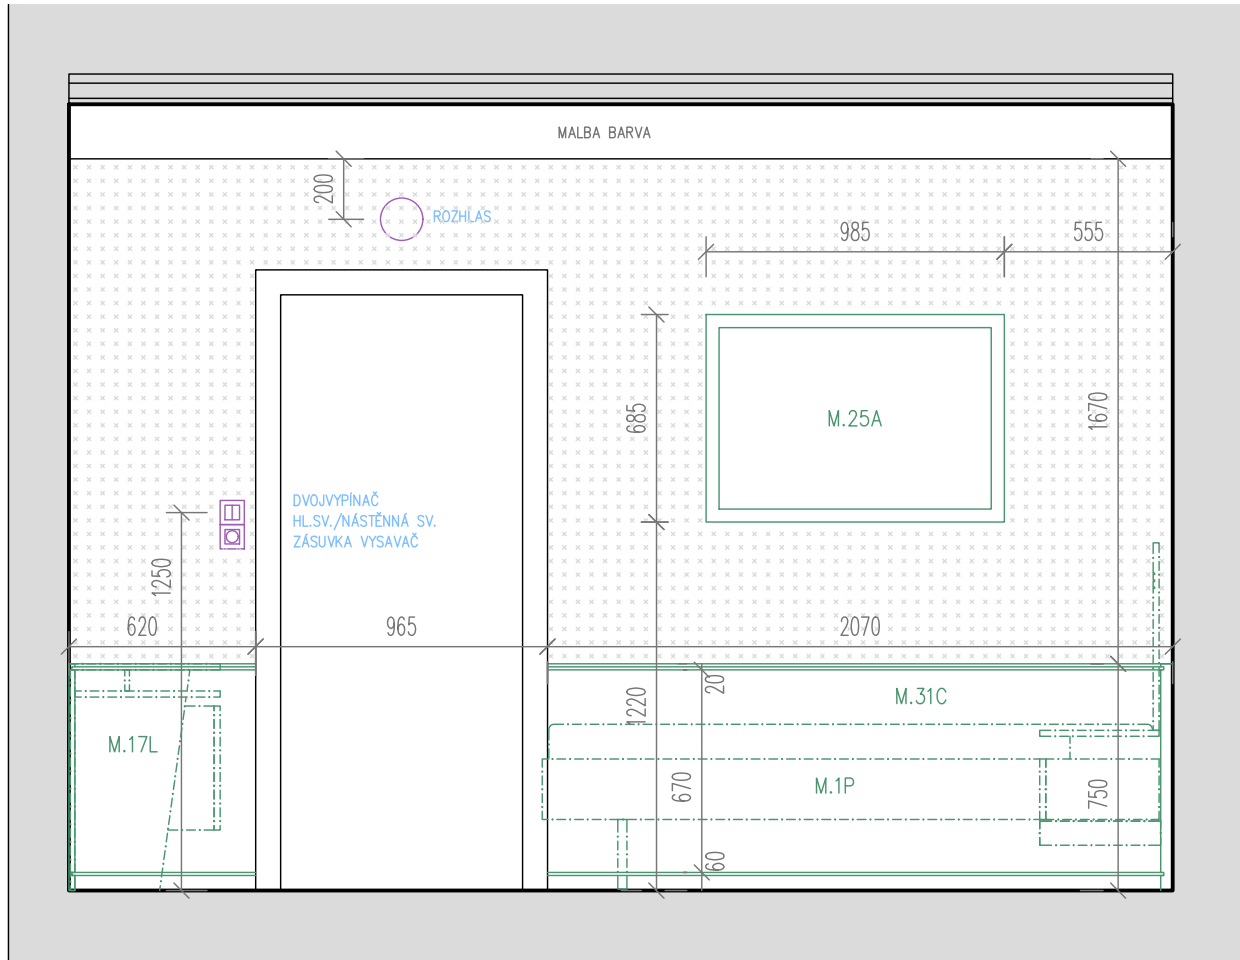 MALBA BARVA
200
ROZHLAS
985
555
685
M.25A
1670
DVOJVYPÍNAČ
HL.SV./NÁSTĚNNÁ SV.
ZÁSUVKA VYSAVAČ
1250
620
965
2070
20
1220
M.31C
M.17L
670
M.1P
750
60